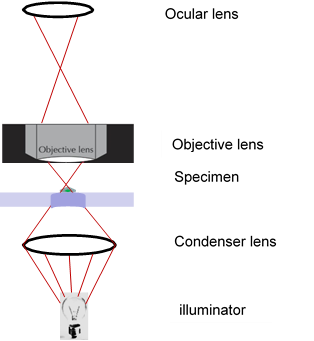 Ocular lens
Objective lens
Objective lens
Specimen
Condenser lens
illuminator